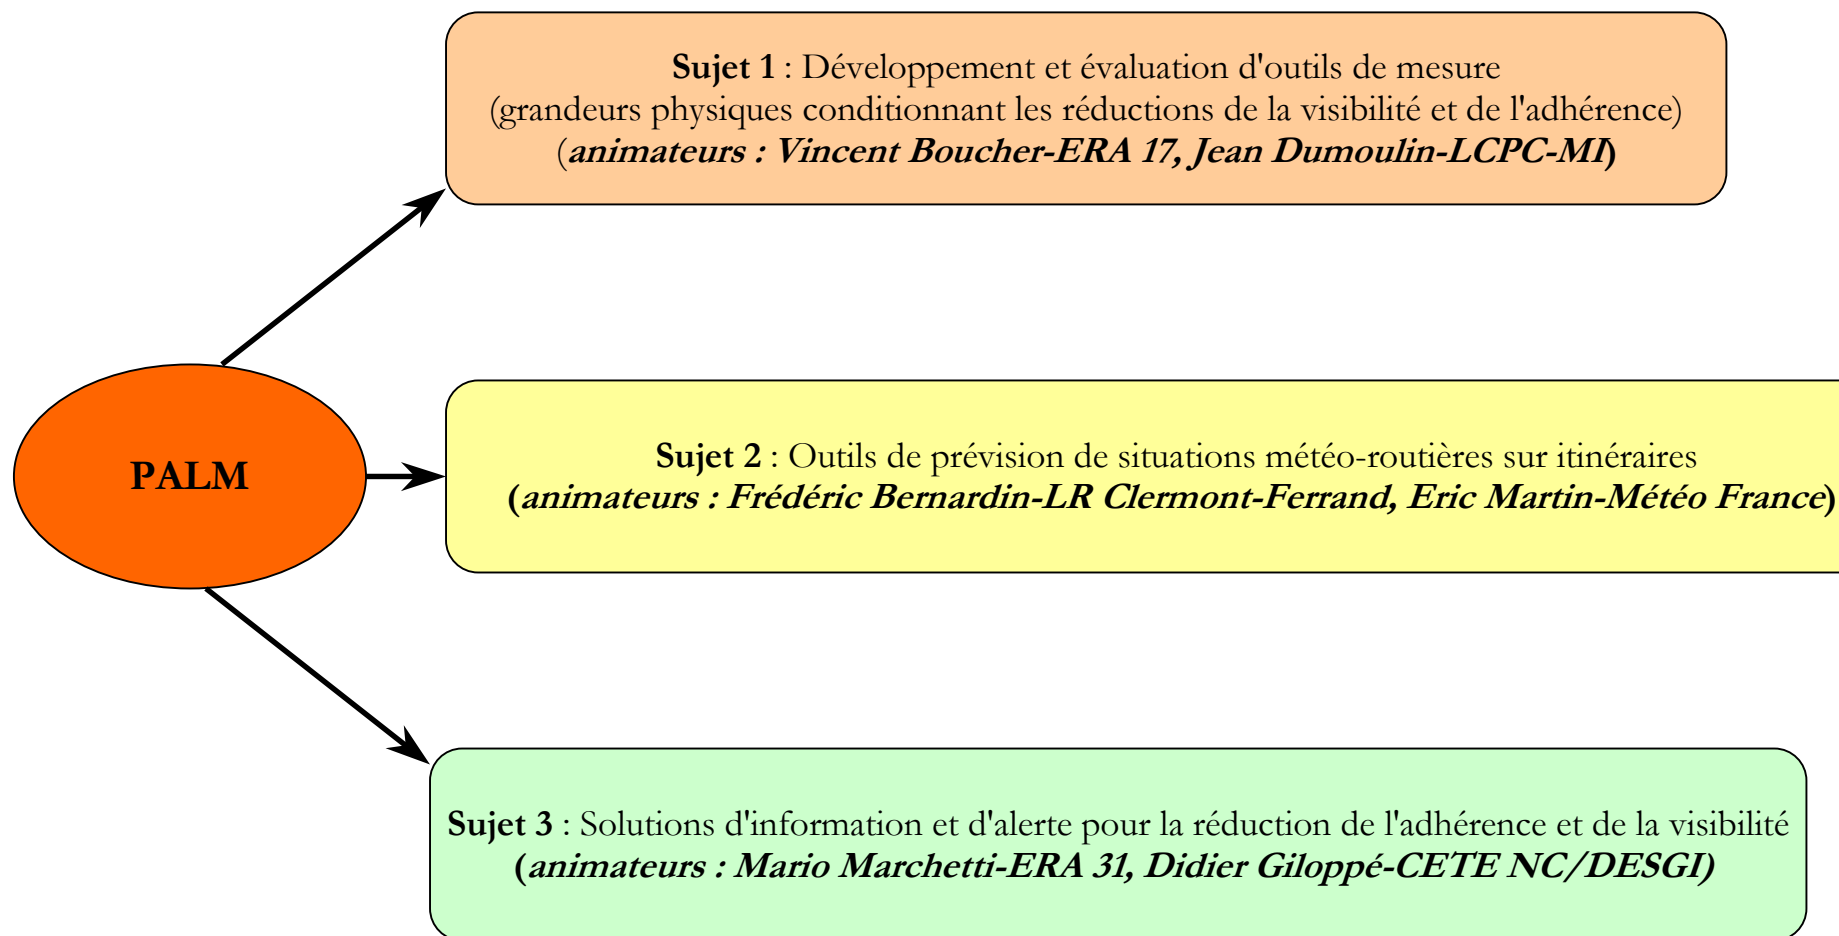 Sujet 1 : Développement et évaluation d'outils de mesure
(grandeurs physiques conditionnant les réductions de la visibilité et de l'adhérence)
(animateurs : Vincent Boucher-ERA 17, Jean Dumoulin-LCPC-MI)
PALM
Sujet 2 : Outils de prévision de situations météo-routières sur itinéraires
(animateurs : Frédéric Bernardin-LR Clermont-Ferrand, Eric Martin-Météo France)
Sujet 3 : Solutions d'information et d'alerte pour la réduction de l'adhérence et de la visibilité
(animateurs : Mario Marchetti-ERA 31, Didier Giloppé-CETE NC/DESGI)